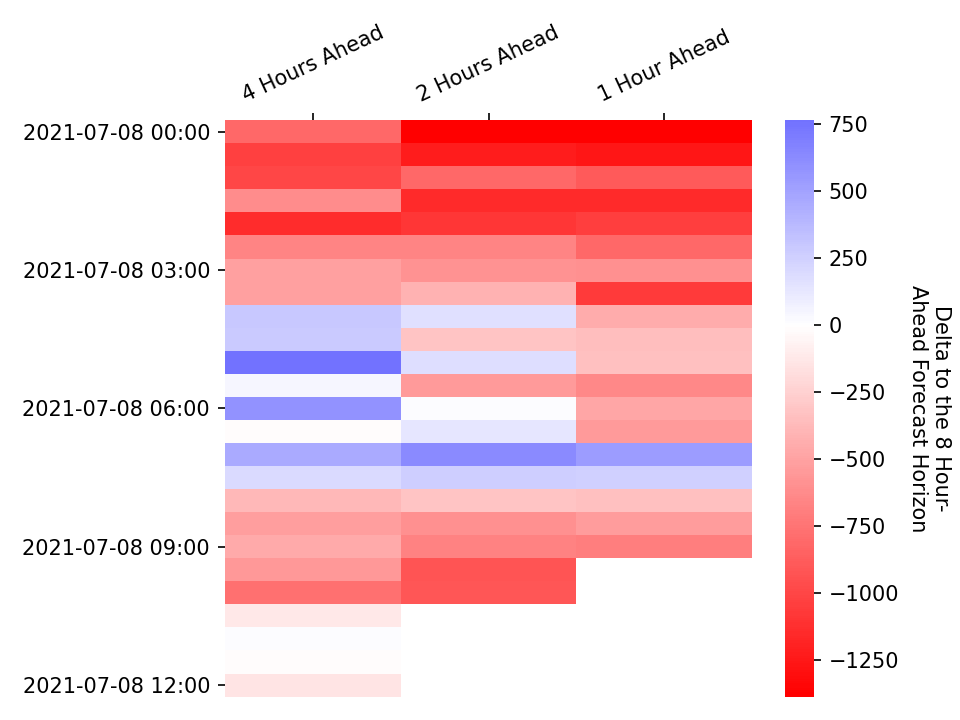 4 Hours Ahead
2 Hours Ahead
1 Hour Ahead
2021-07-08 00:00
2021-07-08 03:00
2021-07-08 06:00
2021-07-08 09:00
2021-07-08 12:00
750
500
250
0
−250
−500
−750
−1000
−1250
Delta to the 8 Hour-
Ahead Forecast Horizon